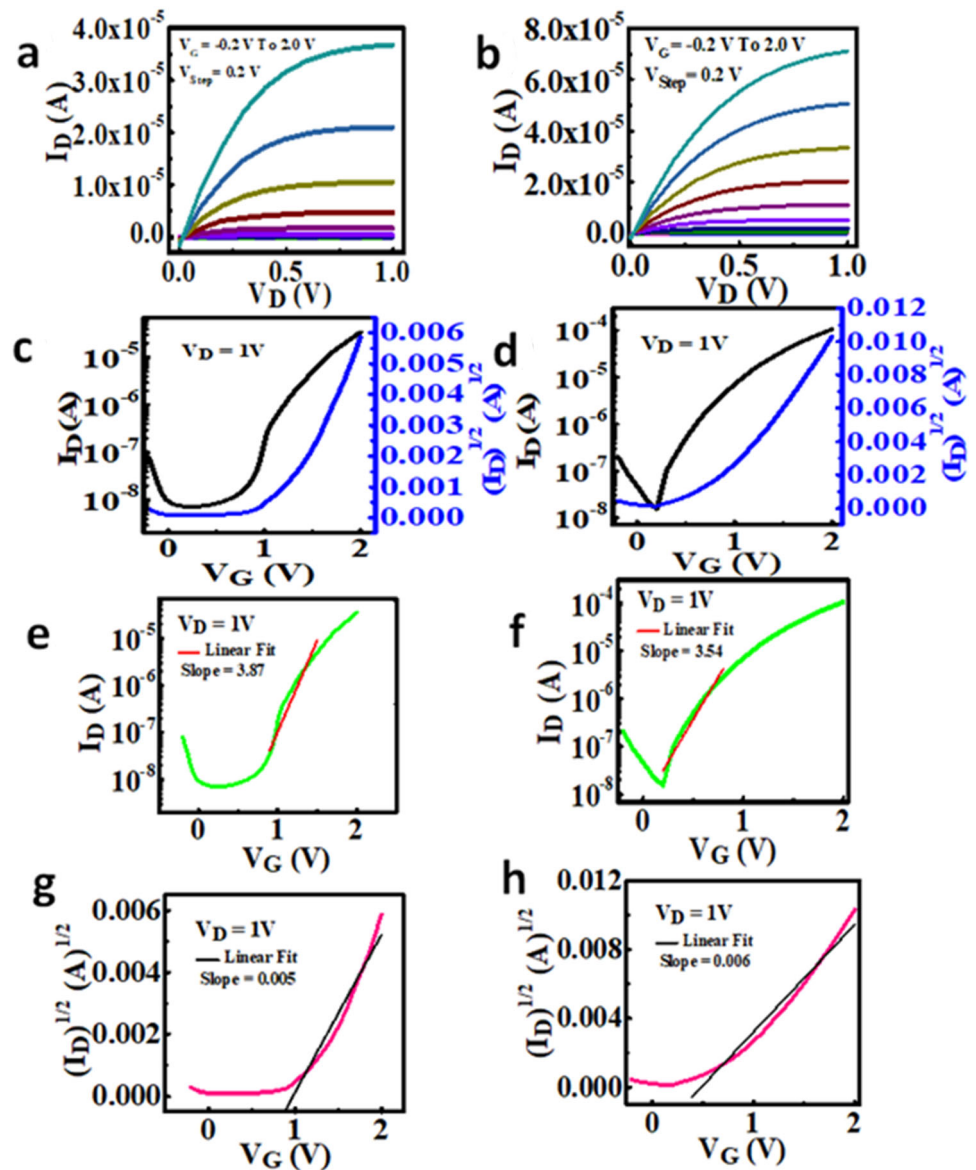 a
4.0x10-5
3.0x10-5
2.0x10-5
1.0x10-5
0.0
ID (A)
VG = -0.2 V To 2.0 V
VStep = 0.2 V
0.0 0.5 1.0
VD (V)
b
8.0x10-5
6.0x10-5
4.0x10-5
2.0x10-5
0.0
ID (A)
VG = -0.2 V To 2.0 V
VStep = 0.2 V
0.0 0.5 1.0
VD (V)
c
VD = 1V
10-5
10-6
10-7
10-8
ID(A)
0.006
0.005
0.004
0.003
0.002
0.001
0.000
(ID)1/2 (A)1/2
0 1 2
VG (V)
d
VD = 1V
10-4
10-5
10-6
10-7
10-8
ID (A)
0.012
0.010
0.008
0.006
0.004
0.002
0.000
(ID)1/2 (A)1/2
0 1 2
VG (V)
e
VD = 1V
Linear Fit
Slope = 3.87
10-5
10-6
10-7
10-8
ID (A)
0 1 2
VG (V)
f
VD = 1V
Linear Fit
Slope = 3.54
10-4
10-5
10-6
10-7
10-8
ID (A)
0 1 2
VG (V)
g
VD = 1V
Linear Fit
Slope = 0.005
0.006
0.004
0.002
0.000
(ID)1/2 (A)1/2
0 1 2
VG (V)
h
VD = 1V
Linear Fit
Slope = 0.006
0.012
0.008
0.004
0.000
(ID)1/2 (A)1/2
0 1 2
VG (V)